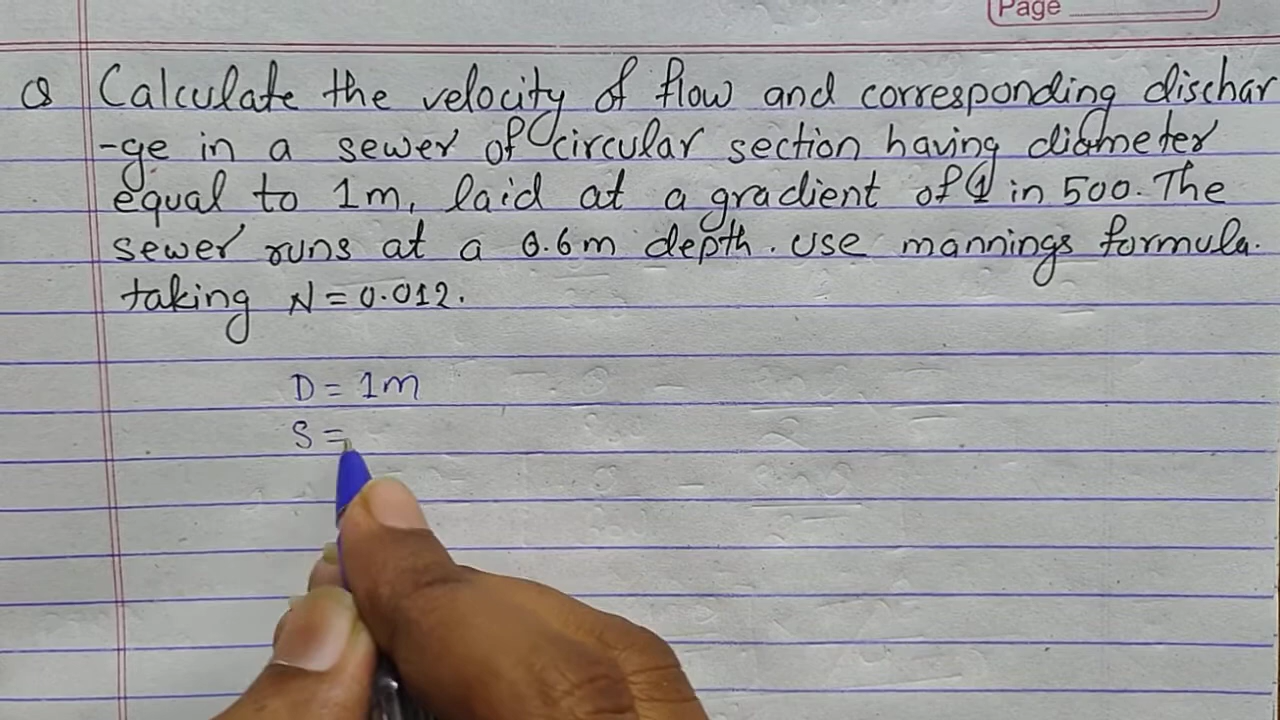 Page
Q Calculate the velocity of flow and corresponding dischar
-ge in a sewer of circular section having diameter
equal to 1m, laid at a gradient of 1 in 500. The
sewer runs at a 0.6m depth. use mannings formula.
taking N = 0.012.
D = 1m
S =